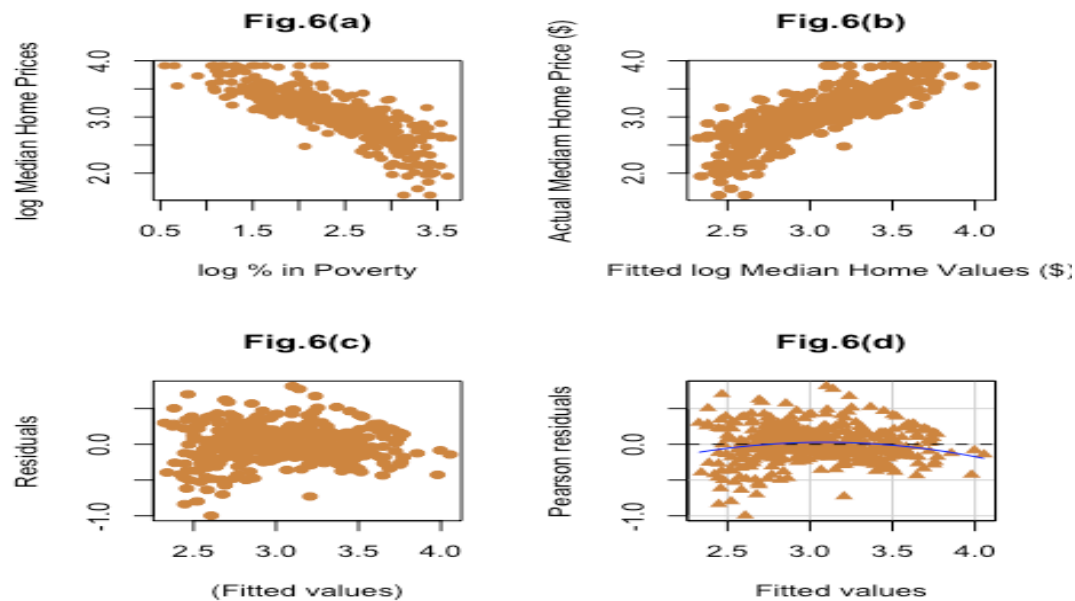 Fig.6(a)
log Median Home Prices
4.0
3.0
2.0
0.5 1.5 2.5 3.5
log % in Poverty
Fig.6(b)
Actual Mediam Home Price ($)
4.0
3.0
2.0
2.5 3.0 3.5 4.0
Fitted log Median Home Values ($)
Fig.6(c)
Residuals
0.0
-1.0
2.5 3.0 3.5 4.0
(Fitted values)
Fig.6(d)
Pearson residuals
0.0
-1.0
2.5 3.0 3.5 4.0
Fitted values